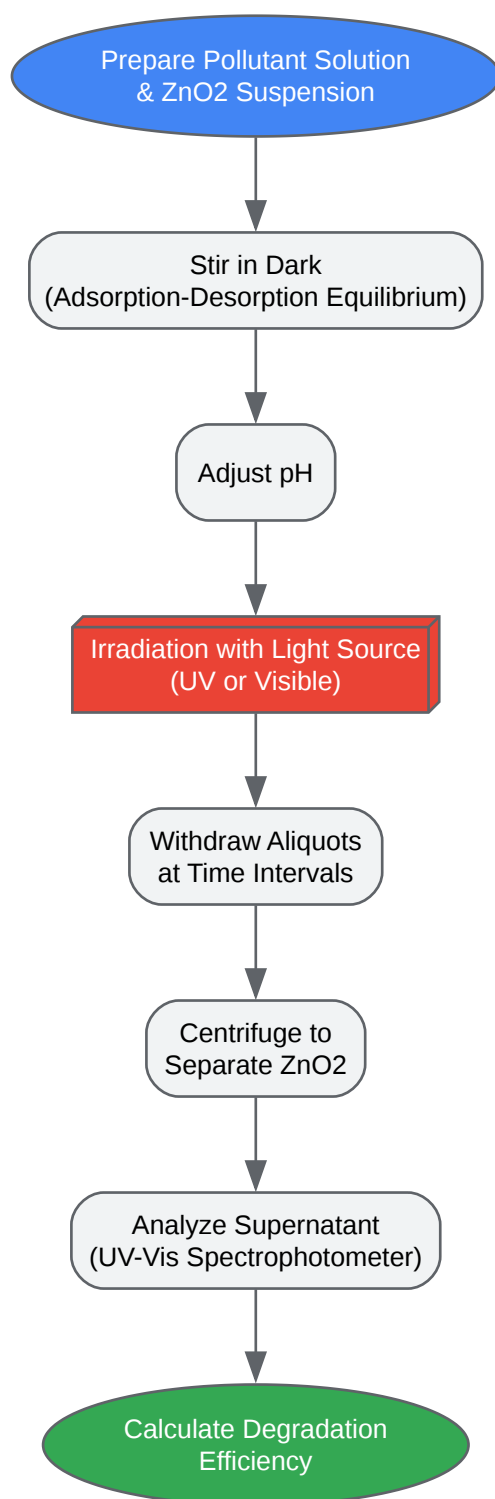 Prepare Pollutant Solution
& ZnO2 Suspension
Stir in Dark
(Adsorption-Desorption Equilibrium)
Adjust pH
Irradiation with Light Source
(UV or Visible)
Withdraw Aliquots
at Time Intervals
Centrifuge to
Separate ZnO2
Analyze Supernatant
(UV-Vis Spectrophotometer)
Calculate Degradation
Efficiency